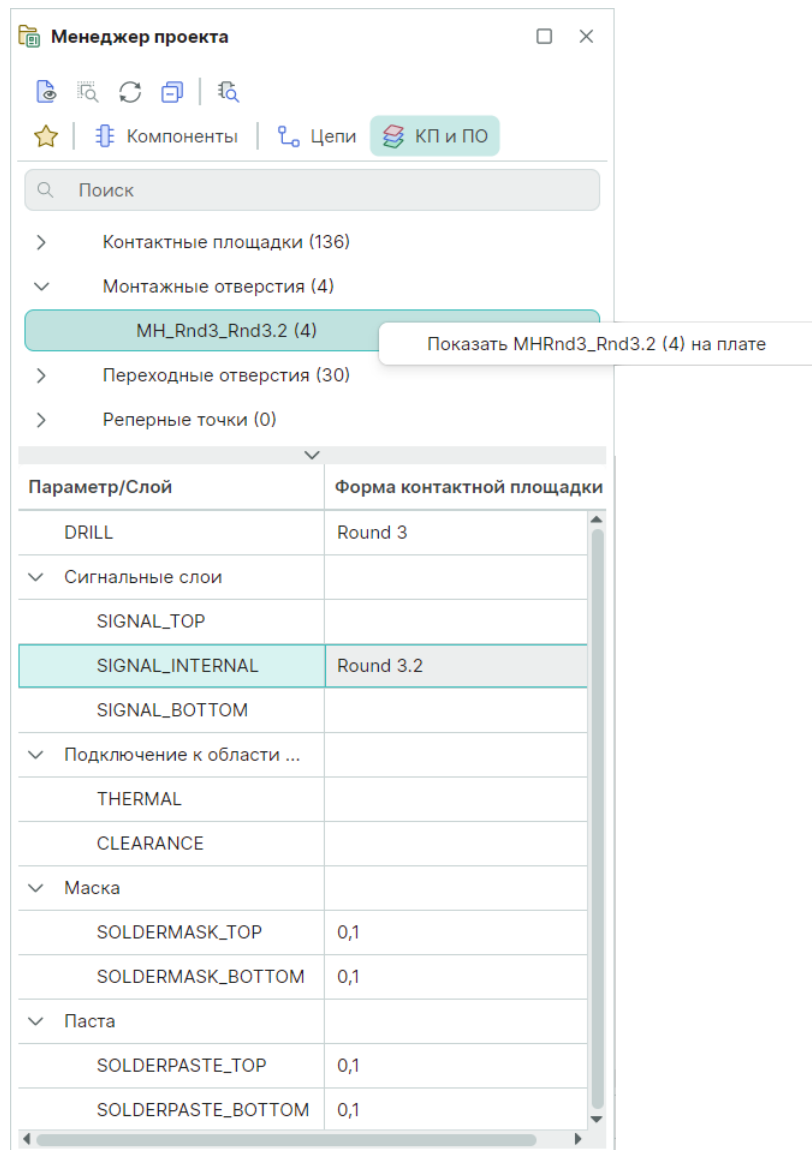 Менеджер проекта
Компоненты Цепи КП и ПО
Поиск
Контактные площадки (136)
Монтажные отверстия (4)
MH_Rnd3_Rnd3.2 (4)
Показать MHRnd3_Rnd3.2 (4) на плате
Переходные отверстия (30)
Реперные точки (0)
Параметр/Слой Форма контактной площадки
DRILL Round 3
Сигнальные слои
SIGNAL_TOP
SIGNAL_INTERNAL Round 3.2
SIGNAL_BOTTOM
Подключение к области ...
THERMAL
CLEARANCE
Маска
SOLDERMASK_TOP 0,1
SOLDERMASK_BOTTOM 0,1
Паста
SOLDERPASTE_TOP 0,1
SOLDERPASTE_BOTTOM 0,1